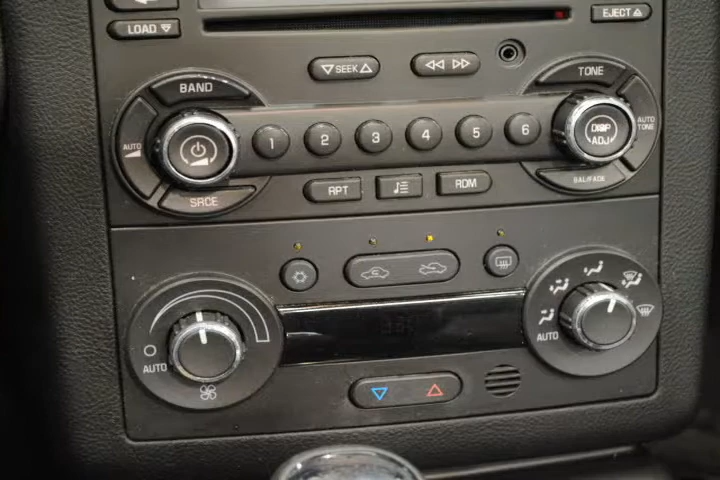 LOAD
EJECT
SEEK
TONE
BAND
AUTO
1 2 3 4 5 6
DISP
ADJ
AUTO
TONE
SRCE
RPT
RDM
BAL/FADE
AUTO
AUTO